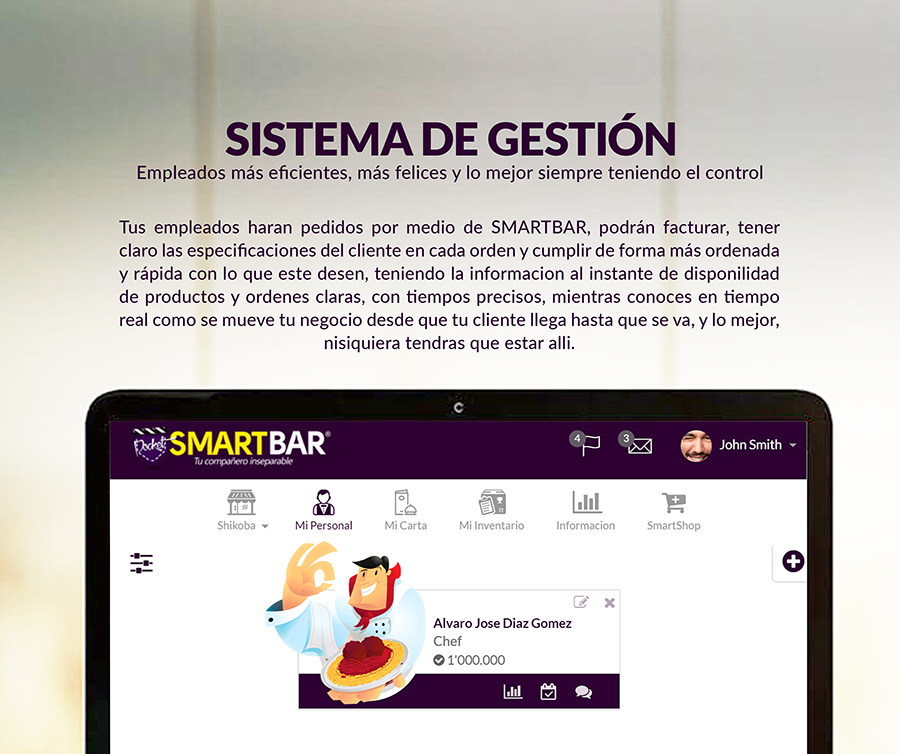 SISTEMA DE GESTIÓN
Empleados más eficientes, más felices y lo mejor siempre teniendo el control
Tus empleados haran pedidos por medio de SMARTBAR, podrán facturar, tener
claro las especificaciones del cliente en cada orden y cumplir de forma más ordenada
y rápida con lo que este desen, teniendo la informacion al instante de disponilidad
de productos y ordenes claras, con tiempos precisos, mientras conoces en tiempo
real como se mueve tu negocio desde que tu cliente llega hasta que se va, y lo mejor,
nisiquiera tendras que estar alli.
Pocket SMARTBAR®
Tu compañero inseparable
4 3 John Smith
Shikoba Mi Personal Mi Carta Mi Inventario Informacion SmartShop
Alvaro Jose Diaz Gomez
Chef
1'000.000